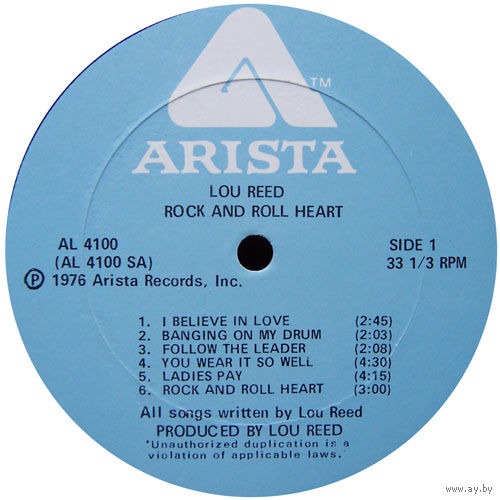 TM
ARISTA
LOU REED
ROCK AND ROLL HEART
AL 4100 SIDE 1
(AL 4100 SA) 33 1/3 RPM
Ⓟ 1976 Arista Records, Inc.
1. I BELIEVE IN LOVE (2:45)
2. BANGING ON MY DRUM (2:03)
3. FOLLOW THE LEADER (2:08)
4. YOU WEAR IT SO WELL (4:30)
5. LADIES PAY (4:15)
6. ROCK AND ROLL HEART (3:00)
All songs written by Lou Reed
PRODUCED BY LOU REED
"Unauthorized duplication is a
violation of applicable laws."
www.ay.by